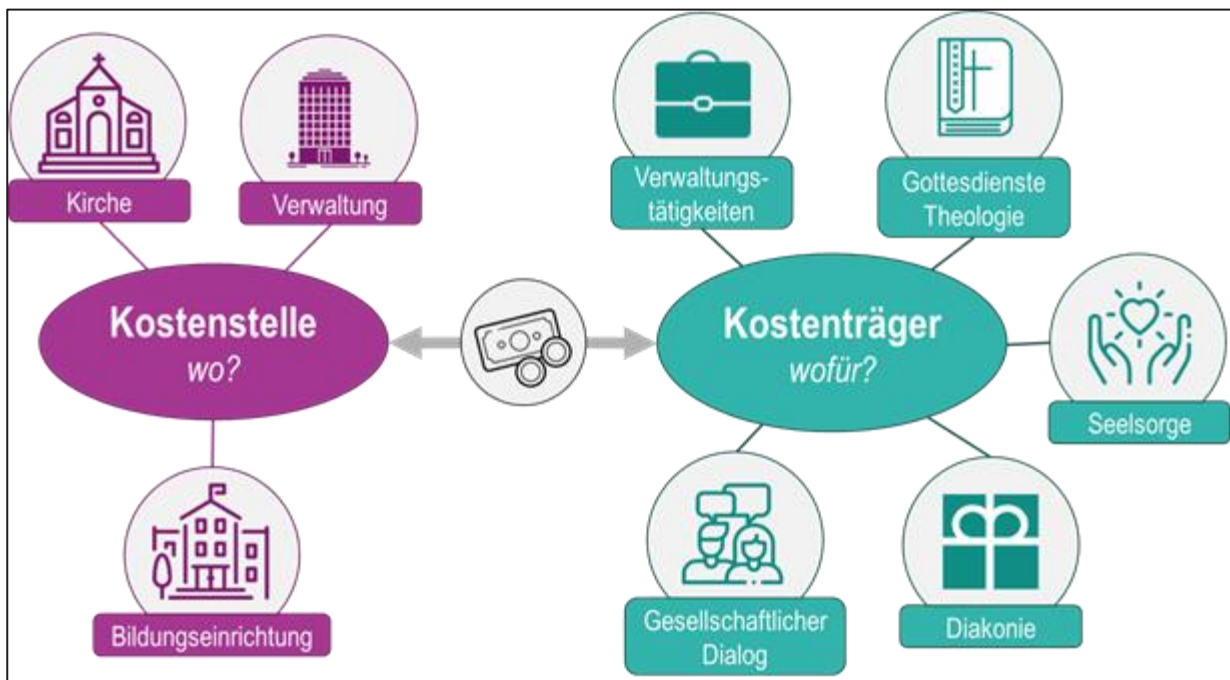 Kirche
Verwaltung
Verwaltungs-
tätigkeiten
Gottesdienste
Theologie
Kostenstelle
wo?
Kostenträger
wofür?
Seelsorge
Bildungseinrichtung
Gesellschaftlicher
Dialog
Diakonie